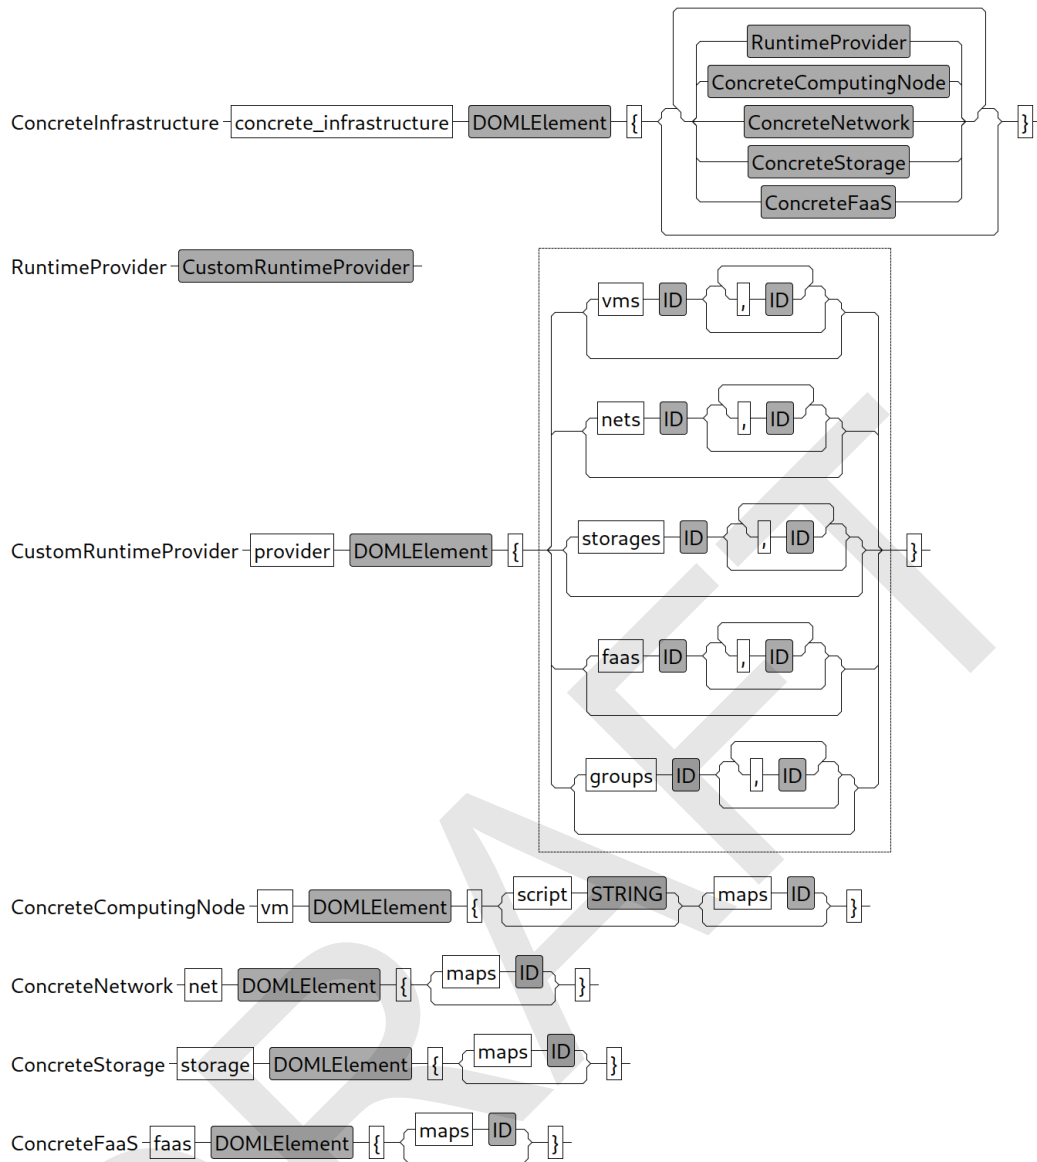 RuntimeProvider
ConcreteComputingNode
ConcreteInfrastructure concrete_infrastructure DOMLElement { ConcreteNetwork }
ConcreteStorage
ConcreteFaaS
RuntimeProvider CustomRuntimeProvider
vms ID , ID
nets ID , ID
storages ID , ID
CustomRuntimeProvider provider DOMLElement { }
faas ID , ID
groups ID , ID
ConcreteComputingNode vm DOMLElement { script STRING maps ID }
ConcreteNetwork net DOMLElement { maps ID }
ConcreteStorage storage DOMLElement { maps ID }
ConcreteFaaS faas DOMLElement { maps ID }
DRAFT